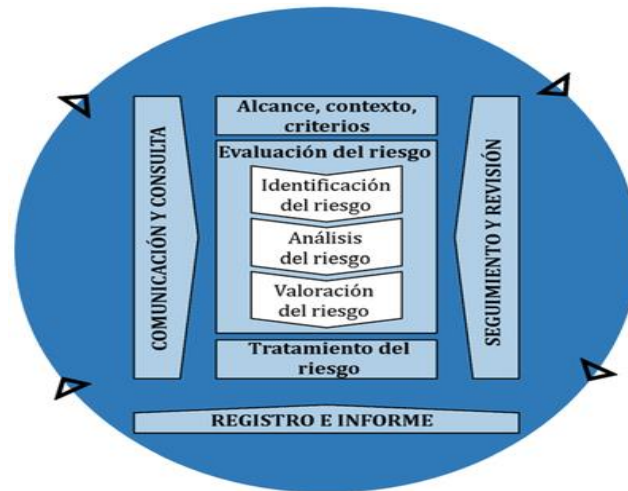 Alcance, contexto,
criterios
Evaluación del riesgo
Identificación
del riesgo
Análisis
del riesgo
Valoración
del riesgo
Tratamiento del
riesgo
COMUNICACIÓN Y CONSULTA
SEGUIMIENTO Y REVISIÓN
REGISTRO E INFORME